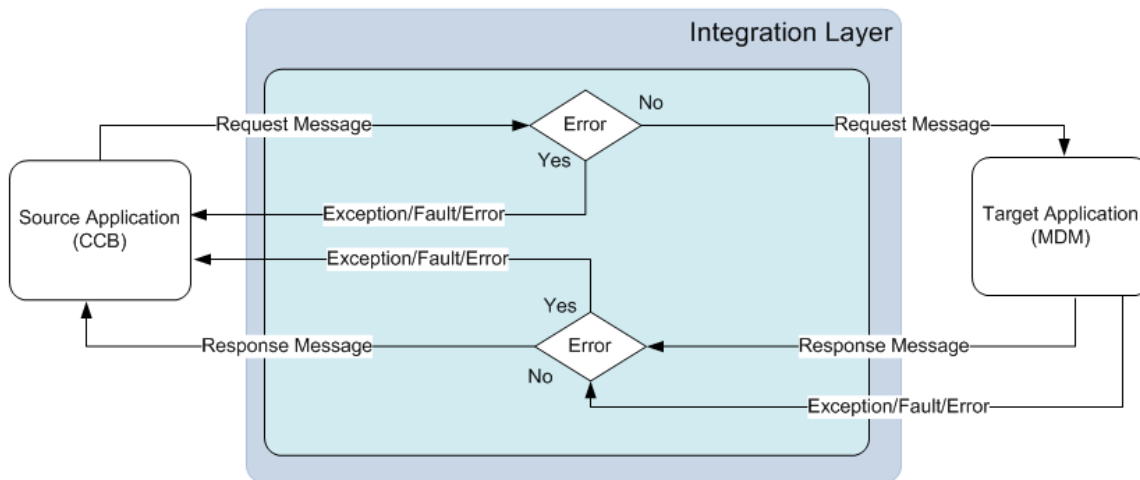 Integration Layer
No
Request Message
Error
Request Message
Yes
Source Application
(CCB)
Target Application
(MDM)
Exception/Fault/Error
Exception/Fault/Error
Yes
Response Message
Error
Response Message
No
Exception/Fault/Error